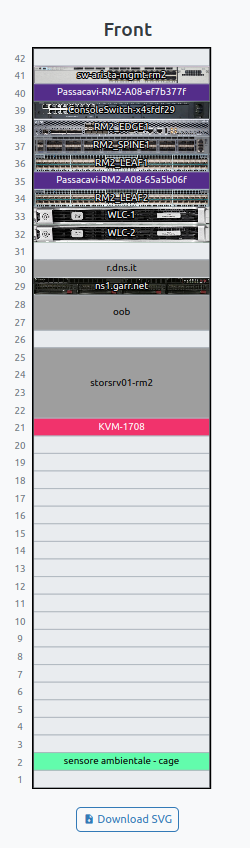 Front
42
41 sw-arista-mgmt-rm2
40 Passacavi-RM2-A08-ef7b377f
39 ConsoleSwitch-x4sfdf29
38 RM2_EDGE1
37 RM2_SPINE1
36 RM2_LEAF1
35 Passacavi-RM2-A08-65a5b06f
34 RM2_LEAF2
33 WLC-1
32 WLC-2
31
30 r.dns.it
29 ns1.garr.net
28
oob
27
26
25
24
storsrv01-rm2
23
22
21 KVM-1708
20
19
18
17
16
15
14
13
12
11
10
9
8
7
6
5
4
3
2 sensore ambientale - cage
1
Download SVG